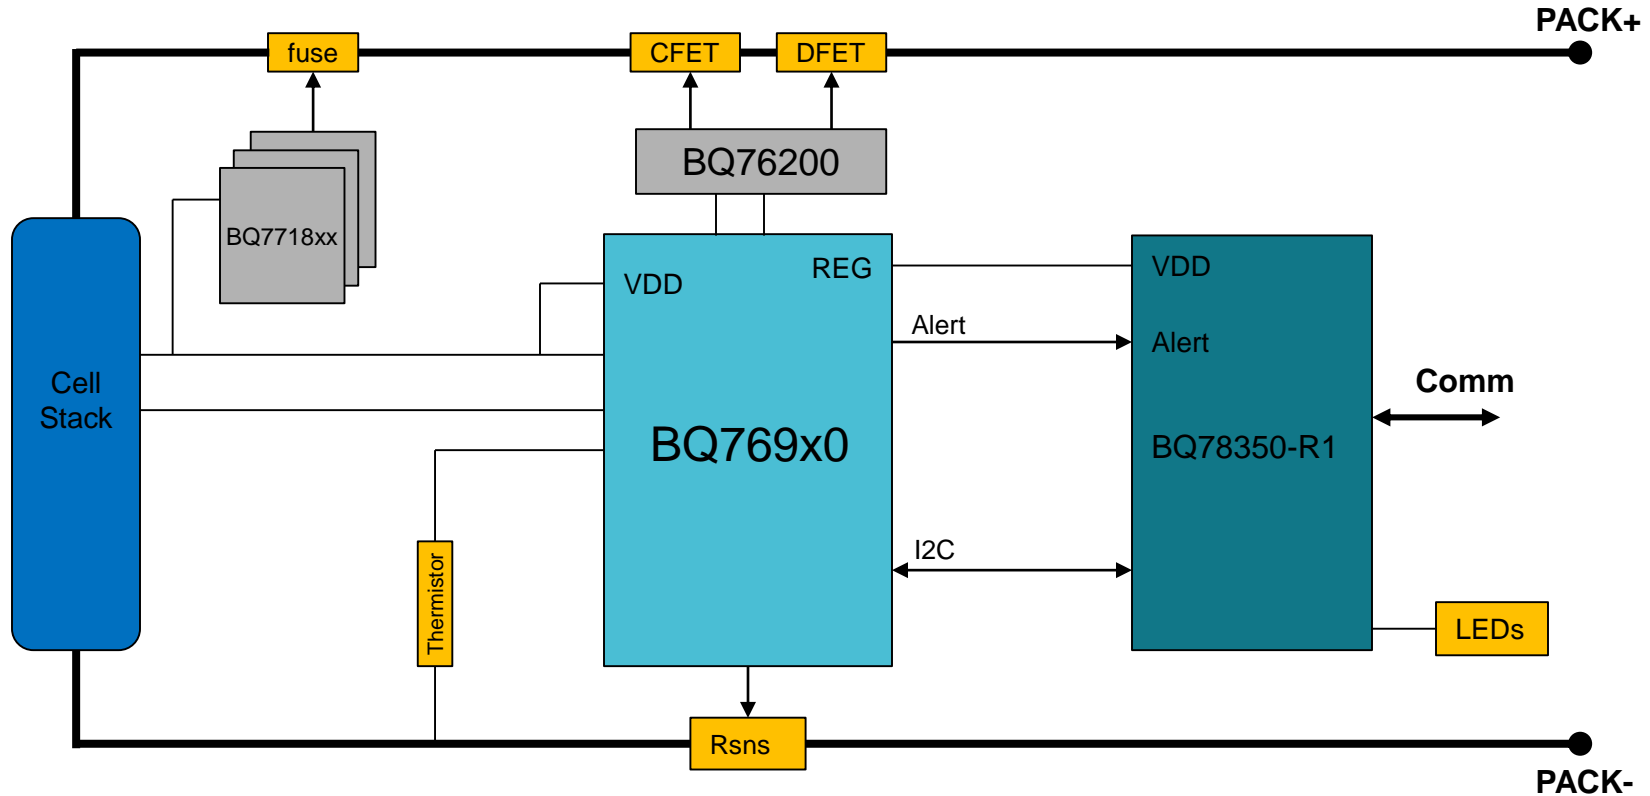 PACK+
fuse
CFET
DFET
BQ76200
BQ7718xx
VDD
REG
VDD
Alert
Alert
Cell
Stack
Comm
BQ769x0
BQ78350-R1
I2C
Thermistor
LEDs
Rsns
PACK-